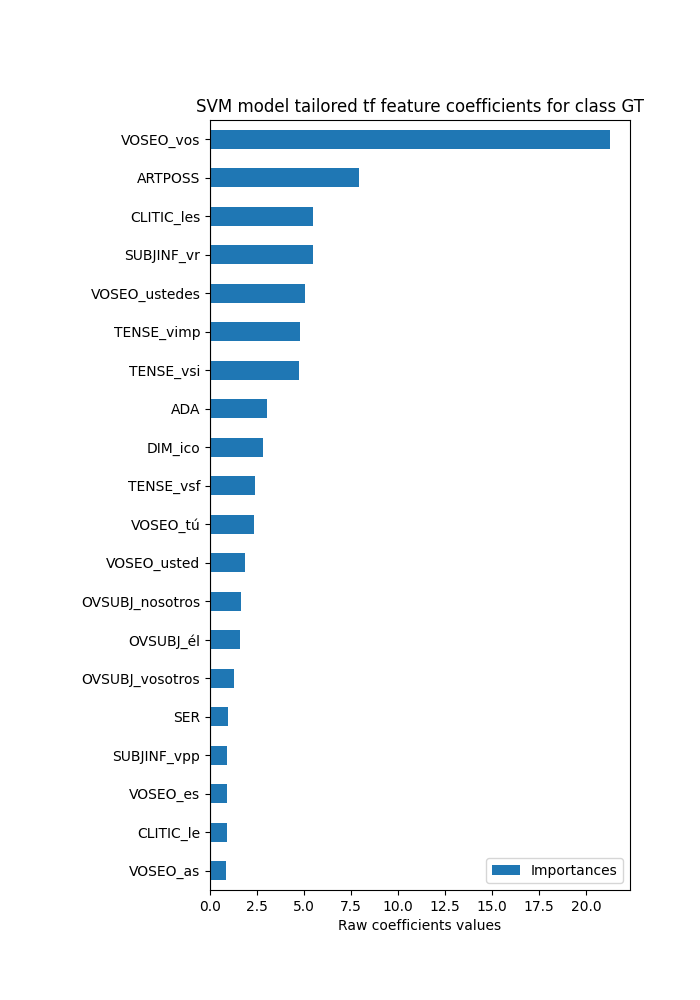 SVM model tailored tf feature coefficients for class GT
VOSEO_vos
ARTPOSS
CLITIC_les
SUBJINF_vr
VOSEO_ustedes
TENSE_vimp
TENSE_vsi
ADA
DIM_ico
TENSE_vsf
VOSEO_tú
VOSEO_usted
OVSUBJ_nosotros
OVSUBJ_él
OVSUBJ_vosotros
SER
SUBJINF_vpp
VOSEO_es
CLITIC_le
VOSEO_as
Importances
0.0 2.5 5.0 7.5 10.0 12.5 15.0 17.5 20.0
Raw coefficients values